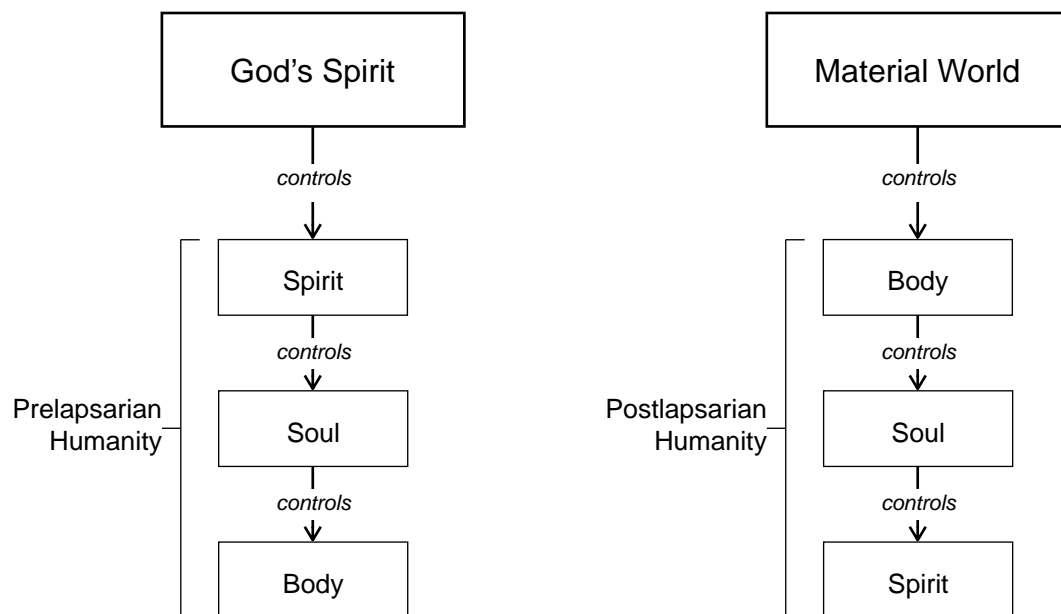 God’s Spirit
controls
Spirit
controls
Prelapsarian
Humanity
Soul
controls
Body
Material World
controls
Body
controls
Postlapsarian
Humanity
Soul
controls
Spirit